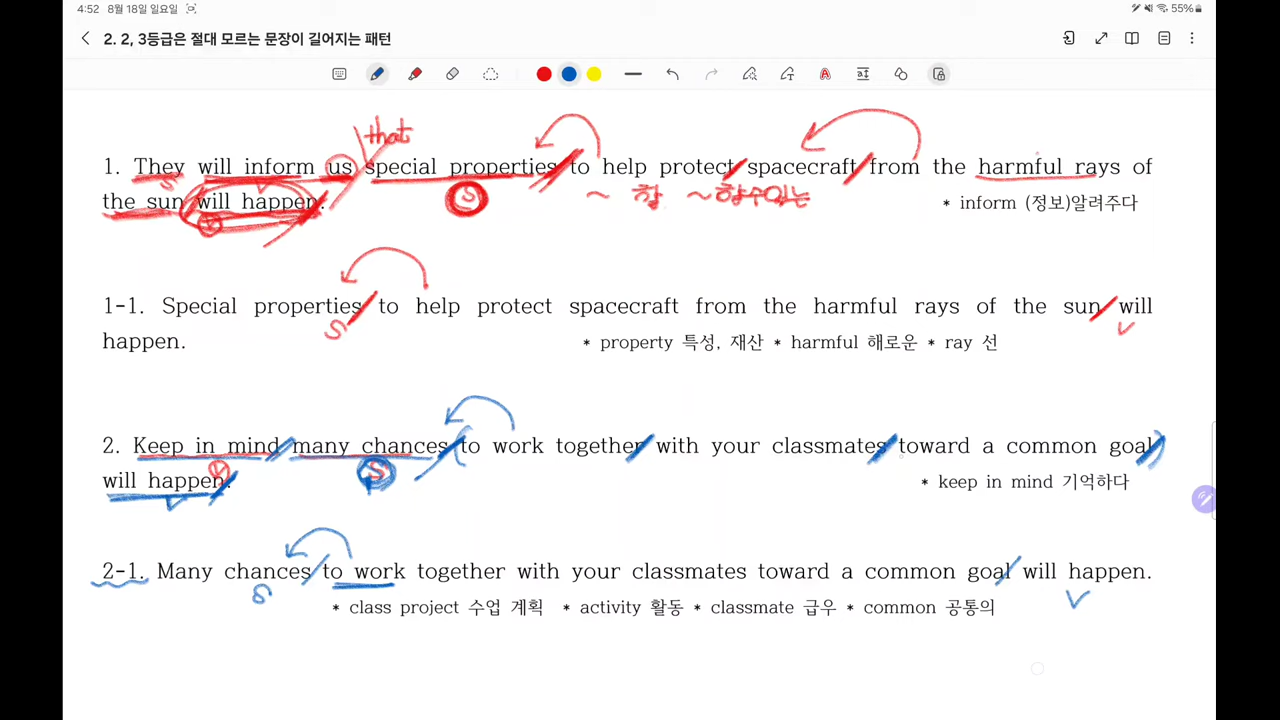 4:52 8월 18일 일요일 55%
2. 2, 3등급은 절대 모르는 문장이 길어지는 패턴
that
1. They will inform us special properties to help protect spacecraft from the harmful rays of
S V S ~ 할 ~할수있는
the sun will happen. * inform (정보)알려주다
V
1-1. Special properties to help protect spacecraft from the harmful rays of the sun will
S V
happen. * property 특성, 재산 * harmful 해로운 * ray 선
2. Keep in mind many chances to work together with your classmates toward a common goal
V S
will happen. * keep in mind 기억하다
V
2-1. Many chances to work together with your classmates toward a common goal will happen.
S V
* class project 수업 계획 * activity 활동 * classmate 급우 * common 공통의